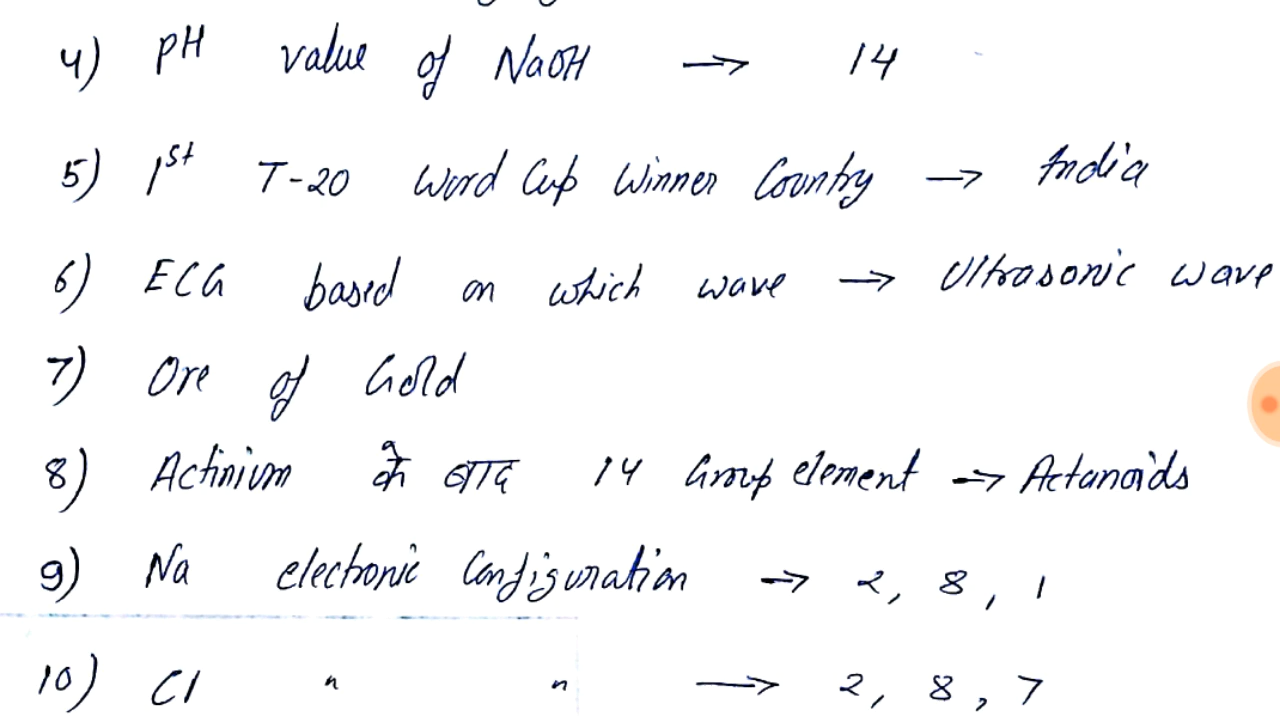 4) pH value of NaOH → 14
5) 1st T-20 Word Cup Winner Country → India
6) ECG based on which wave → Ultrasonic wave
7) Ore of Gold
8) Actinium के बाद 14 Group element → Actanoids
9) Na electronic Configuration → 2, 8, 1
10) Cl " " → 2, 8, 7